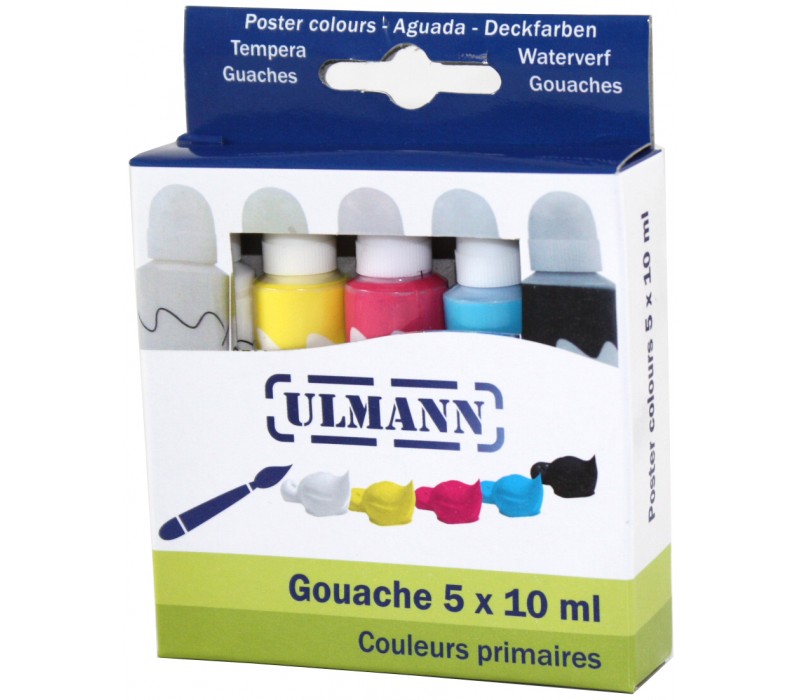 Poster colours - Aguada - Deckfarben
Tempera
Guaches
Waterverf
Gouaches
ULMANN
Gouache 5 x 10 ml
Couleurs primaires
Poster colours 5 x 10 ml